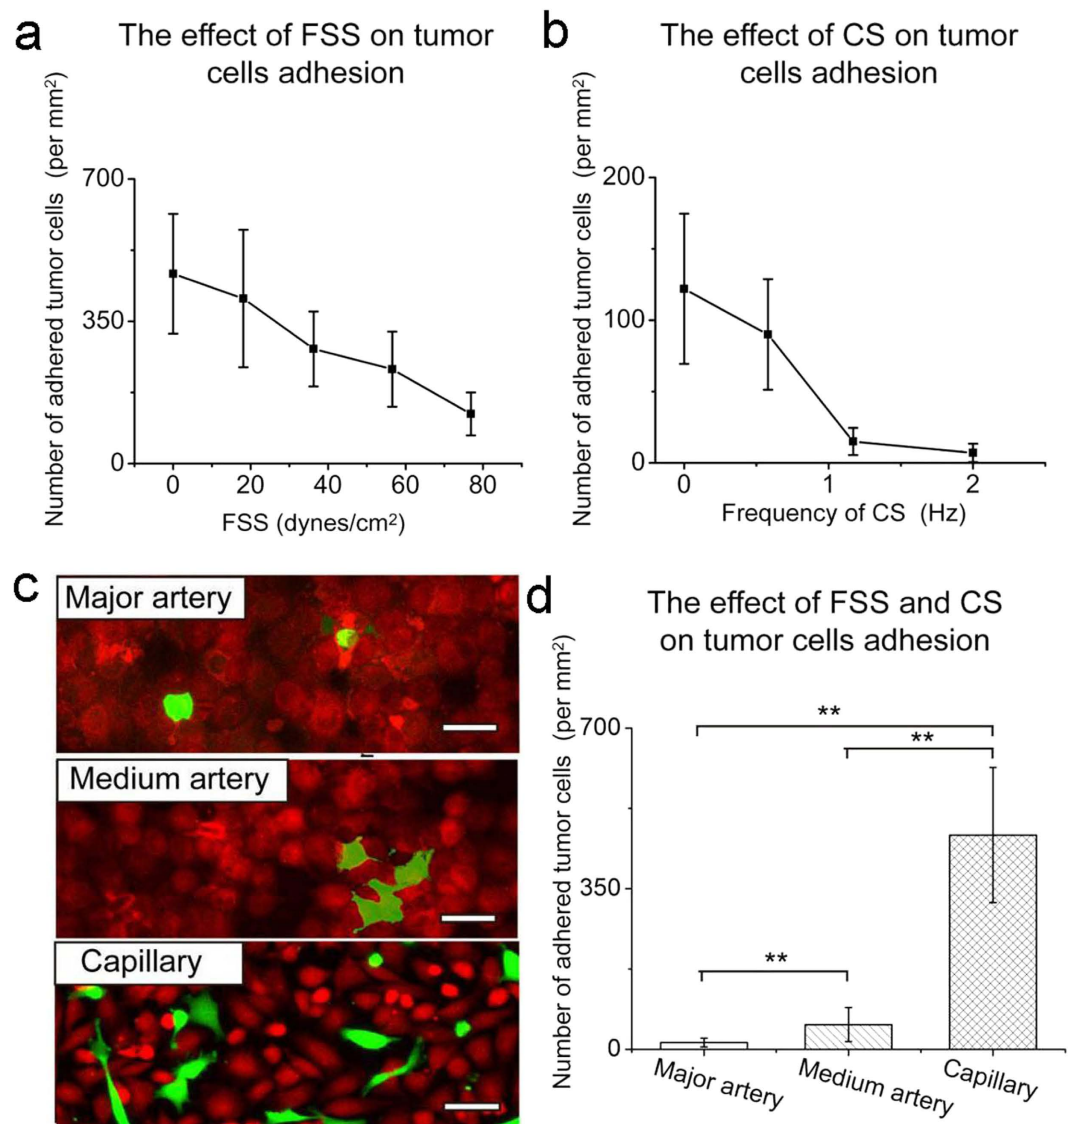 a
The effect of FSS on tumor
cells adhesion
Number of adhered tumor cells (per mm²)
700
350
0
0 20 40 60 80
FSS (dynes/cm²)
b
The effect of CS on tumor
cells adhesion
Number of adhered tumor cells (per mm²)
200
100
0
0 1 2
Frequency of CS (Hz)
c
Major artery
Medium artery
Capillary
d
The effect of FSS and CS
on tumor cells adhesion
Number of adhered tumor cells (per mm²)
700
350
0
**
**
**
Major artery
Medium artery
Capillary